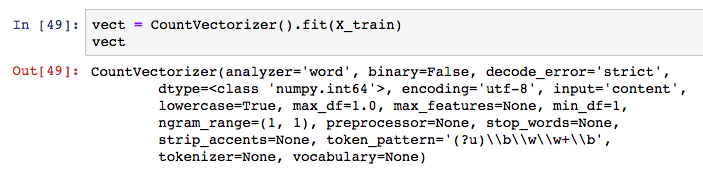 In [49]: vect = CountVectorizer().fit(X_train)
vect
Out[49]: CountVectorizer(analyzer='word', binary=False, decode_error='strict',
dtype=<class 'numpy.int64'>, encoding='utf-8', input='content',
lowercase=True, max_df=1.0, max_features=None, min_df=1,
ngram_range=(1, 1), preprocessor=None, stop_words=None,
strip_accents=None, token_pattern='(?u)\\b\\w\\w+\\b',
tokenizer=None, vocabulary=None)